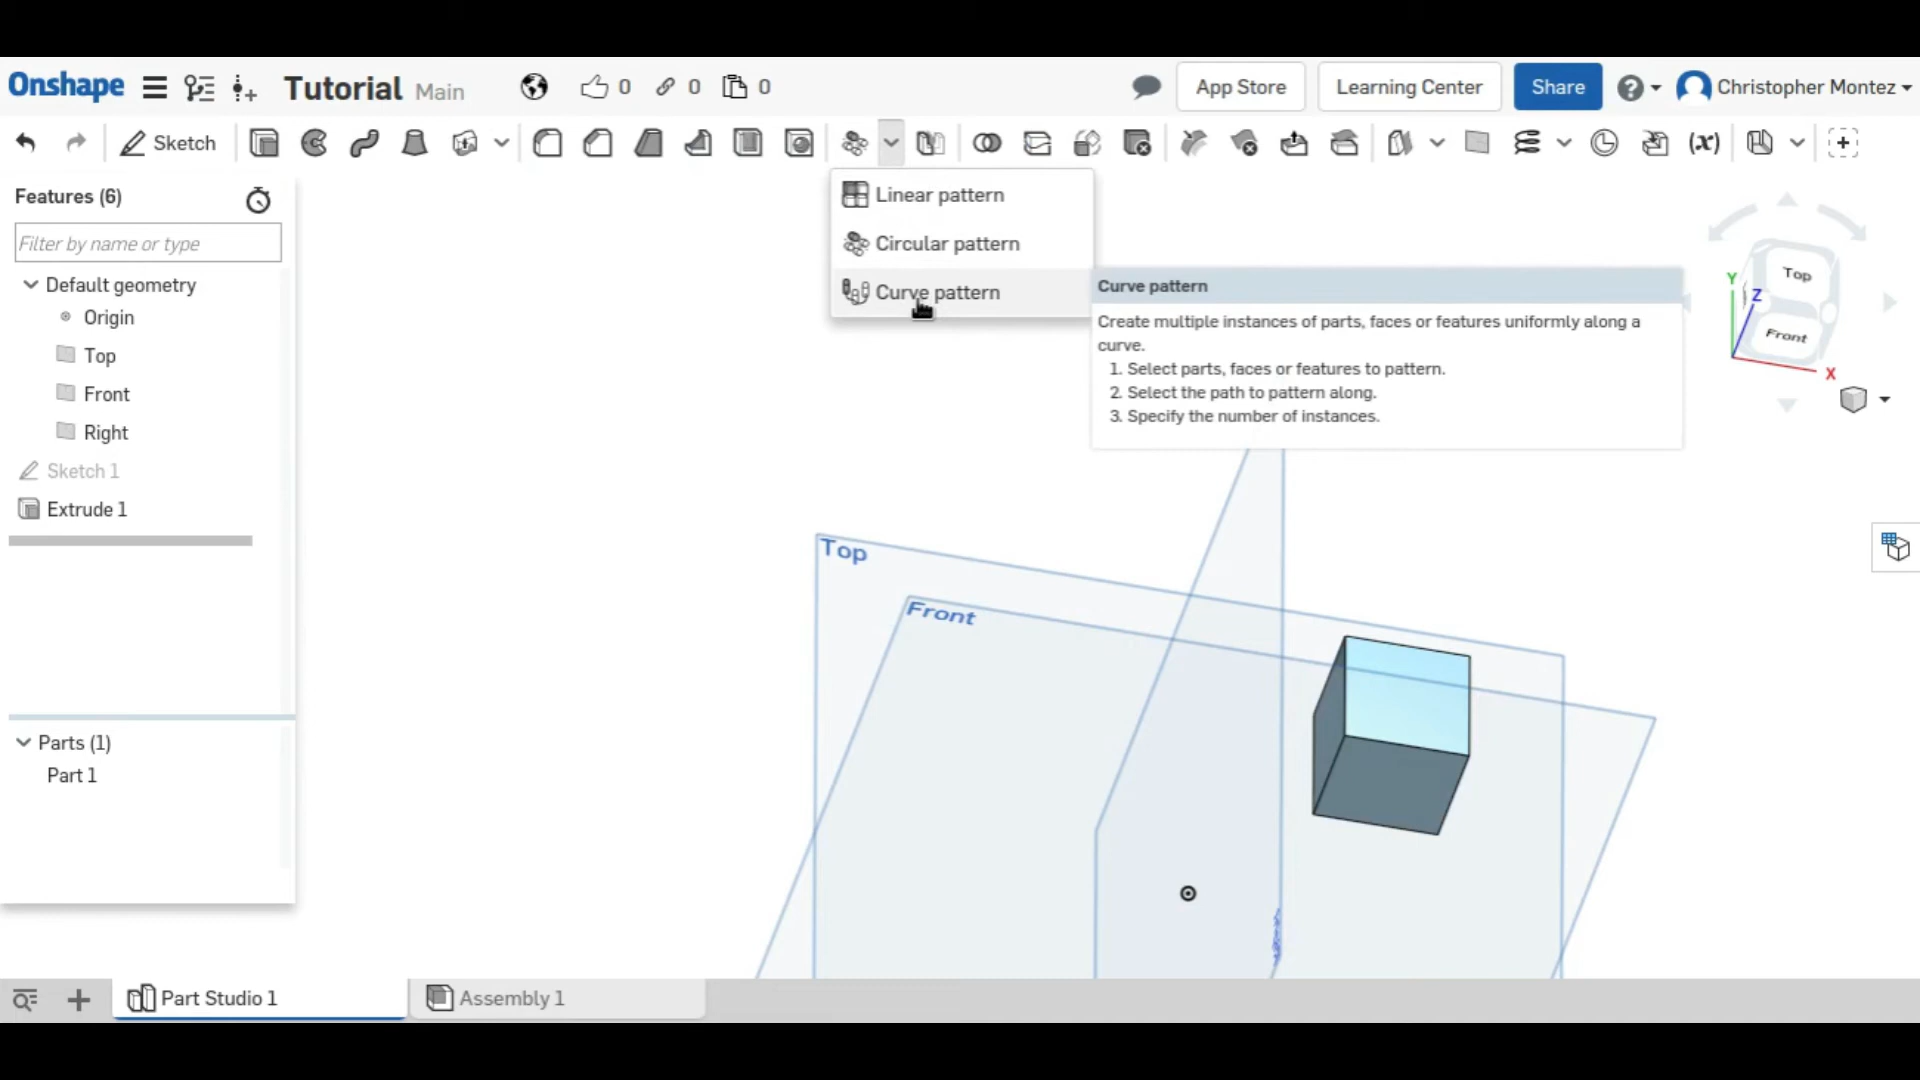 Onshape
Tutorial Main
0
0
0
App Store
Learning Center
Share
Christopher Montez
Sketch
(x)
Features (6)
Filter by name or type
Default geometry
Origin
Top
Front
Right
Sketch 1
Extrude 1
Parts (1)
Part 1
Linear pattern
Circular pattern
Curve pattern
Curve pattern
Create multiple instances of parts, faces or features uniformly along a
curve.
1. Select parts, faces or features to pattern.
2. Select the path to pattern along.
3. Specify the number of instances.
Y
Z
X
Top
Front
Top
Front
Part Studio 1
Assembly 1